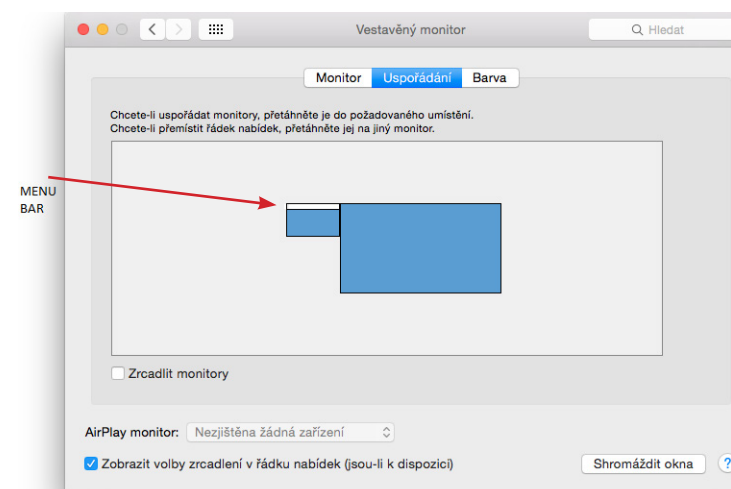 Vestavěný monitor
Hledat
Monitor Uspořádání Barva
Chcete-li uspořádat monitory, přetáhněte je do požadovaného umístění.
Chcete-li přemístit řádek nabídek, přetáhněte jej na jiný monitor.
MENU
BAR
Zrcadlit monitory
AirPlay monitor: Nezjištěna žádná zařízení
Zobrazit volby zrcadlení v řádku nabídek (jsou-li k dispozici)
Shromáždit okna ?